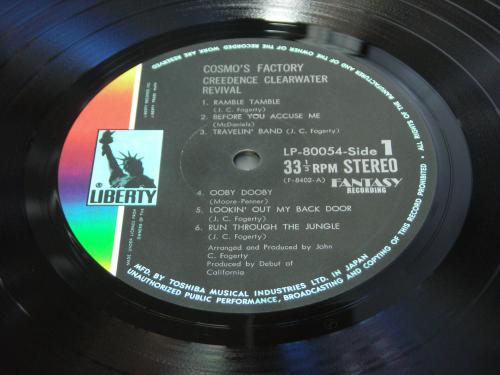 ALL RIGHTS OF THE MANUFACTURER AND OF THE OWNER OF THE RECORDED WORK ARE RESERVED
COSMO'S FACTORY
CREEDENCE CLEARWATER
REVIVAL
1. RAMBLE TAMBLE
(J. C. Fogerty)
2. BEFORE YOU ACCUSE ME
(McDaniels)
3. TRAVELIN' BAND (J. C. Fogerty)
LP-80054-Side 1
33 1/3 RPM STEREO
(F-8402-A) FANTASY
RECORDING
R
LIBERTY
4. OOBY DOOBY
(Moore-Penner)
5. LOOKIN' OUT MY BACK DOOR
(J. C. Fogerty)
6. RUN THROUGH THE JUNGLE
(J. C. Fogerty)
Arranged and Produced by John
C. Fogerty
Produced by Debut of
California
MFD. BY TOSHIBA MUSICAL INDUSTRIES LTD. IN JAPAN
UNAUTHORIZED PUBLIC PERFORMANCE, BROADCASTING AND COPYING OF THIS RECORD PROHIBITED